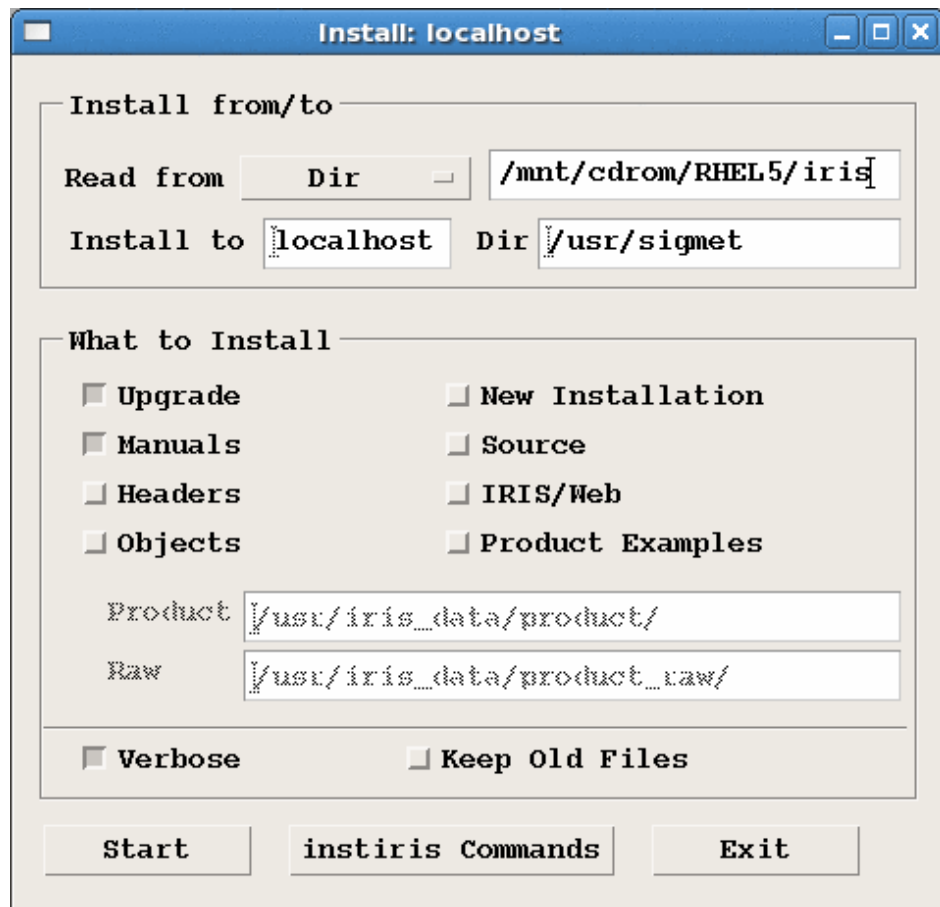 Install: localhost
Install from/to
Read from Dir /mnt/cdrom/RHEL5/iris
Install to localhost Dir /usr/sigmet
What to Install
Upgrade New Installation
Manuals Source
Headers IRIS/Web
Objects Product Examples
Product /usr/iris_data/product/
Raw /usr/iris_data/product_raw/
Verbose Keep Old Files
Start instiris Commands Exit